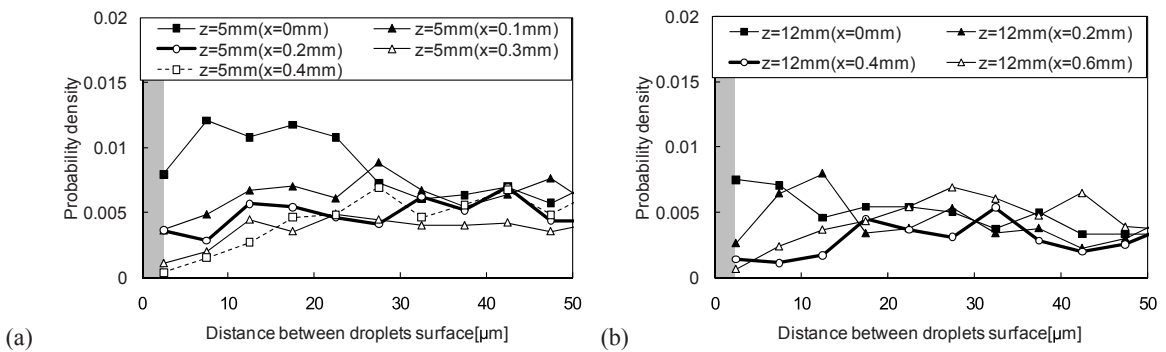 0.02
0.015
0.01
0.005
0
Probability density
z=5mm(x=0mm) z=5mm(x=0.1mm)
z=5mm(x=0.2mm) z=5mm(x=0.3mm)
z=5mm(x=0.4mm)
0 10 20 30 40 50
Distance between droplets surface[μm]
(a)
0.02
0.015
0.01
0.005
0
Probability density
z=12mm(x=0mm) z=12mm(x=0.2mm)
z=12mm(x=0.4mm) z=12mm(x=0.6mm)
0 10 20 30 40 50
Distance between droplets surface[μm]
(b)